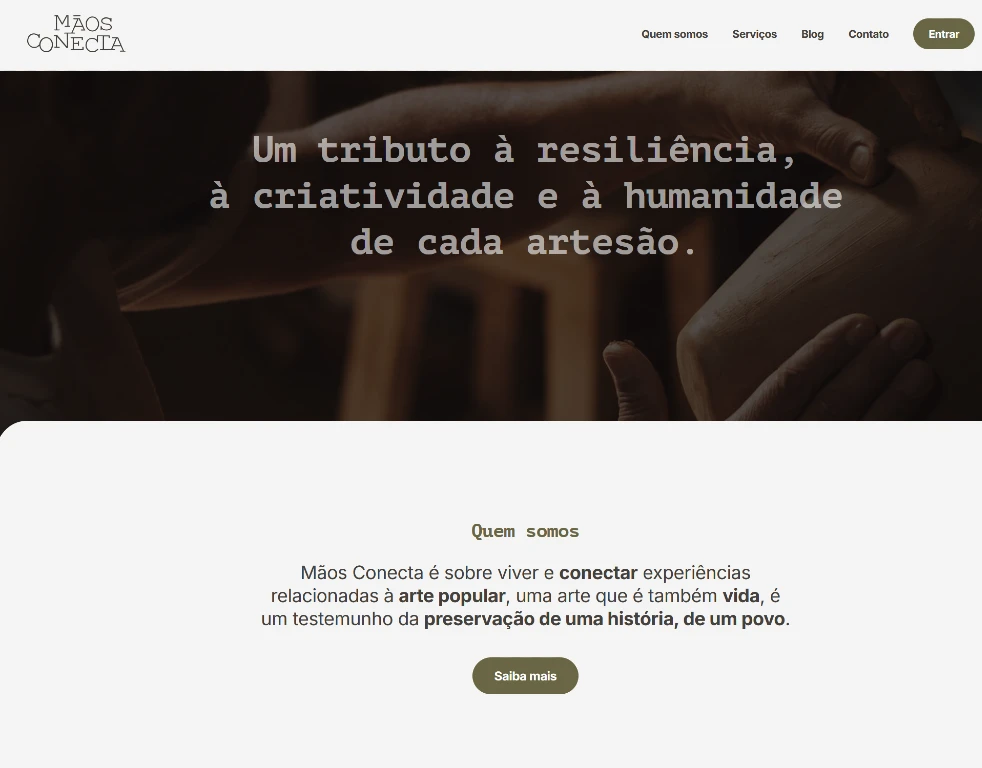 MÃOS
CONECTA
Quem somos
Serviços
Blog
Contato
Entrar
Um tributo à resiliência,
à criatividade e à humanidade
de cada artesão.
Quem somos
Mãos Conecta é sobre viver e conectar experiências
relacionadas à arte popular, uma arte que é também vida, é
um testemunho da preservação de uma história, de um povo.
Saiba mais